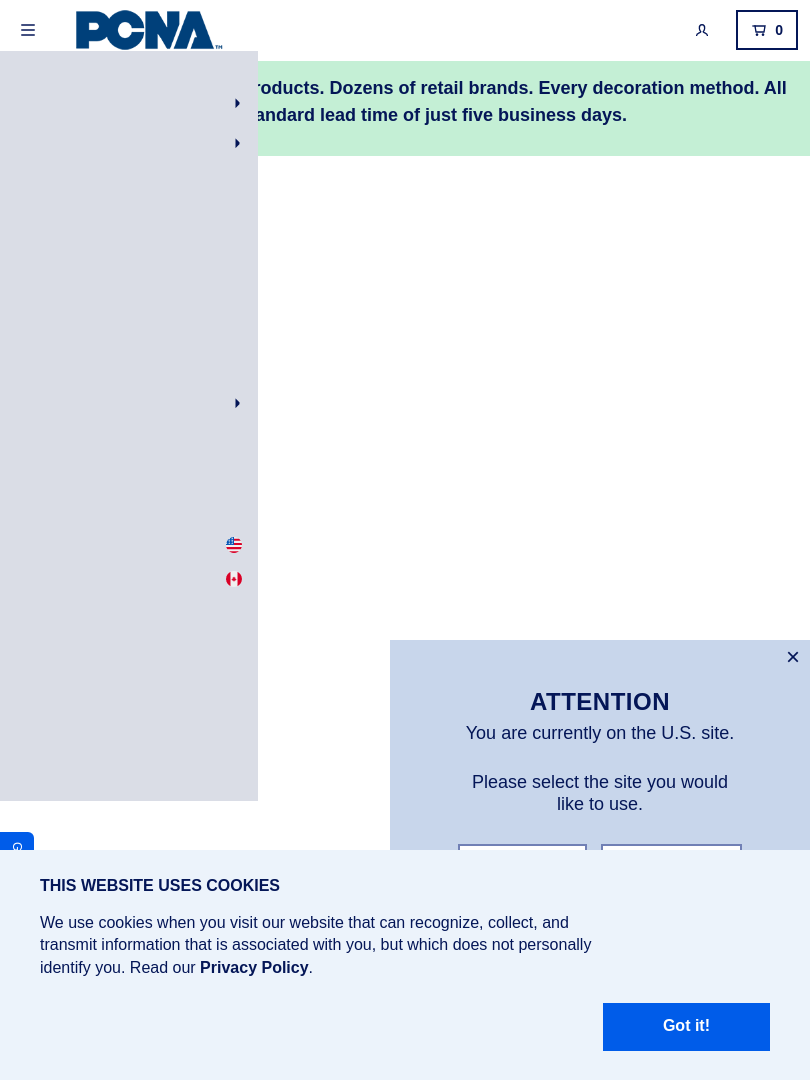 PCNA™
0
roducts. Dozens of retail brands. Every decoration method. All
andard lead time of just five business days.
ATTENTION
You are currently on the U.S. site.
Please select the site you would
like to use.
G
THIS WEBSITE USES COOKIES
We use cookies when you visit our website that can recognize, collect, and
transmit information that is associated with you, but which does not personally
identify you. Read our Privacy Policy.
Got it!